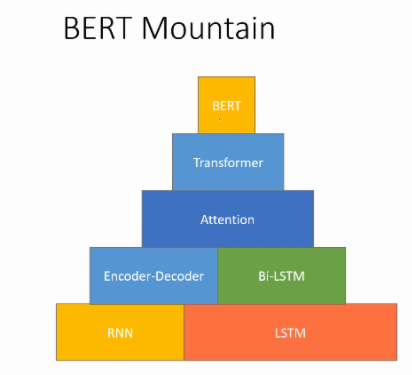 BERT Mountain
BERT
Transformer
Attention
Encoder-Decoder Bi-LSTM
RNN LSTM